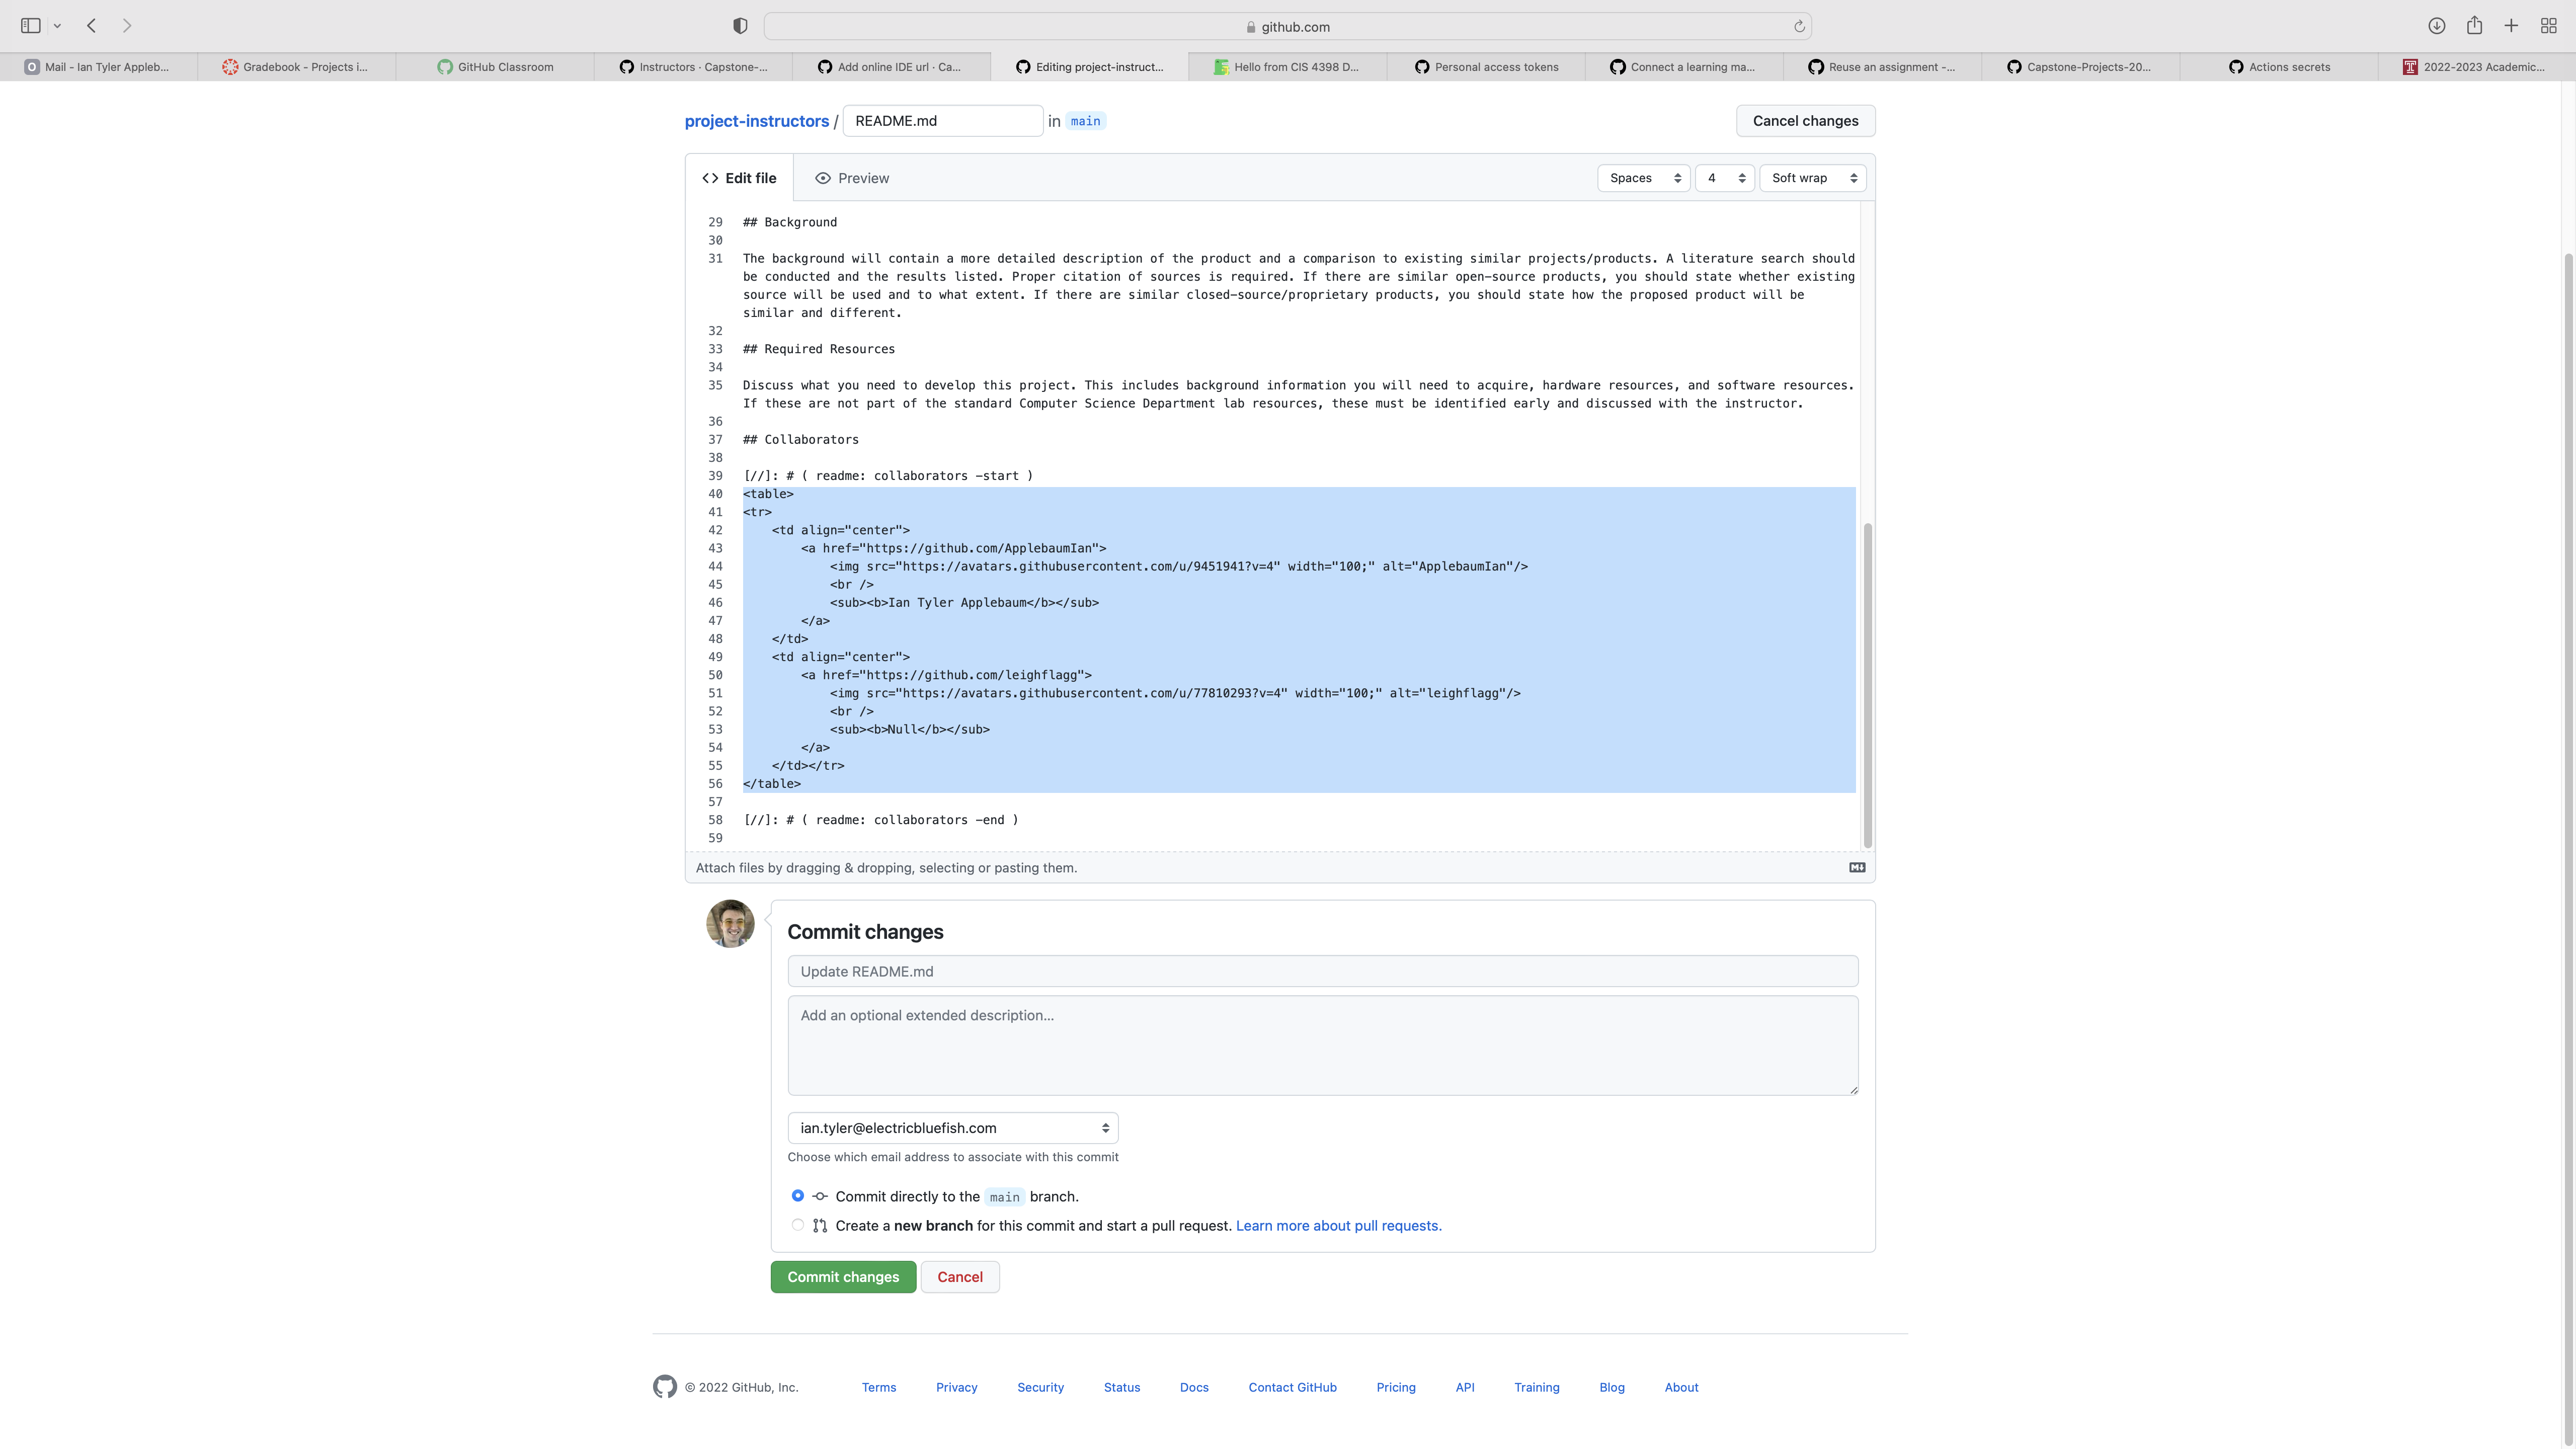 github.com
Mail - Ian Tyler Appleb...
Gradebook - Projects i...
GitHub Classroom
Instructors · Capstone-...
Add online IDE url · Ca...
Editing project-instruct...
Hello from CIS 4398 D...
Personal access tokens
Connect a learning ma...
Reuse an assignment -...
Capstone-Projects-20...
Actions secrets
2022-2023 Academic...
project-instructors / README.md in main
Cancel changes
<> Edit file
Preview
Spaces
4
Soft wrap
29 ## Background
30
31 The background will contain a more detailed description of the product and a comparison to existing similar projects/products. A literature search should
be conducted and the results listed. Proper citation of sources is required. If there are similar open-source products, you should state whether existing
source will be used and to what extent. If there are similar closed-source/proprietary products, you should state how the proposed product will be
similar and different.
32
33 ## Required Resources
34
35 Discuss what you need to develop this project. This includes background information you will need to acquire, hardware resources, and software resources.
If these are not part of the standard Computer Science Department lab resources, these must be identified early and discussed with the instructor.
36
37 ## Collaborators
38
39 [//]: # ( readme: collaborators -start )
40 <table>
41 <tr>
42     <td align="center">
43         <a href="https://github.com/ApplebaumIan">
44             <img src="https://avatars.githubusercontent.com/u/9451941?v=4" width="100;" alt="ApplebaumIan"/>
45             <br />
46             <sub><b>Ian Tyler Applebaum</b></sub>
47         </a>
48     </td>
49     <td align="center">
50         <a href="https://github.com/leighflagg">
51             <img src="https://avatars.githubusercontent.com/u/77810293?v=4" width="100;" alt="leighflagg"/>
52             <br />
53             <sub><b>Null</b></sub>
54         </a>
55     </td></tr>
56 </table>
57
58 [//]: # ( readme: collaborators -end )
59
Attach files by dragging & dropping, selecting or pasting them.
Commit changes
Update README.md
Add an optional extended description...
ian.tyler@electricbluefish.com
Choose which email address to associate with this commit
Commit directly to the main branch.
Create a new branch for this commit and start a pull request. Learn more about pull requests.
Commit changes
Cancel
© 2022 GitHub, Inc.
Terms
Privacy
Security
Status
Docs
Contact GitHub
Pricing
API
Training
Blog
About